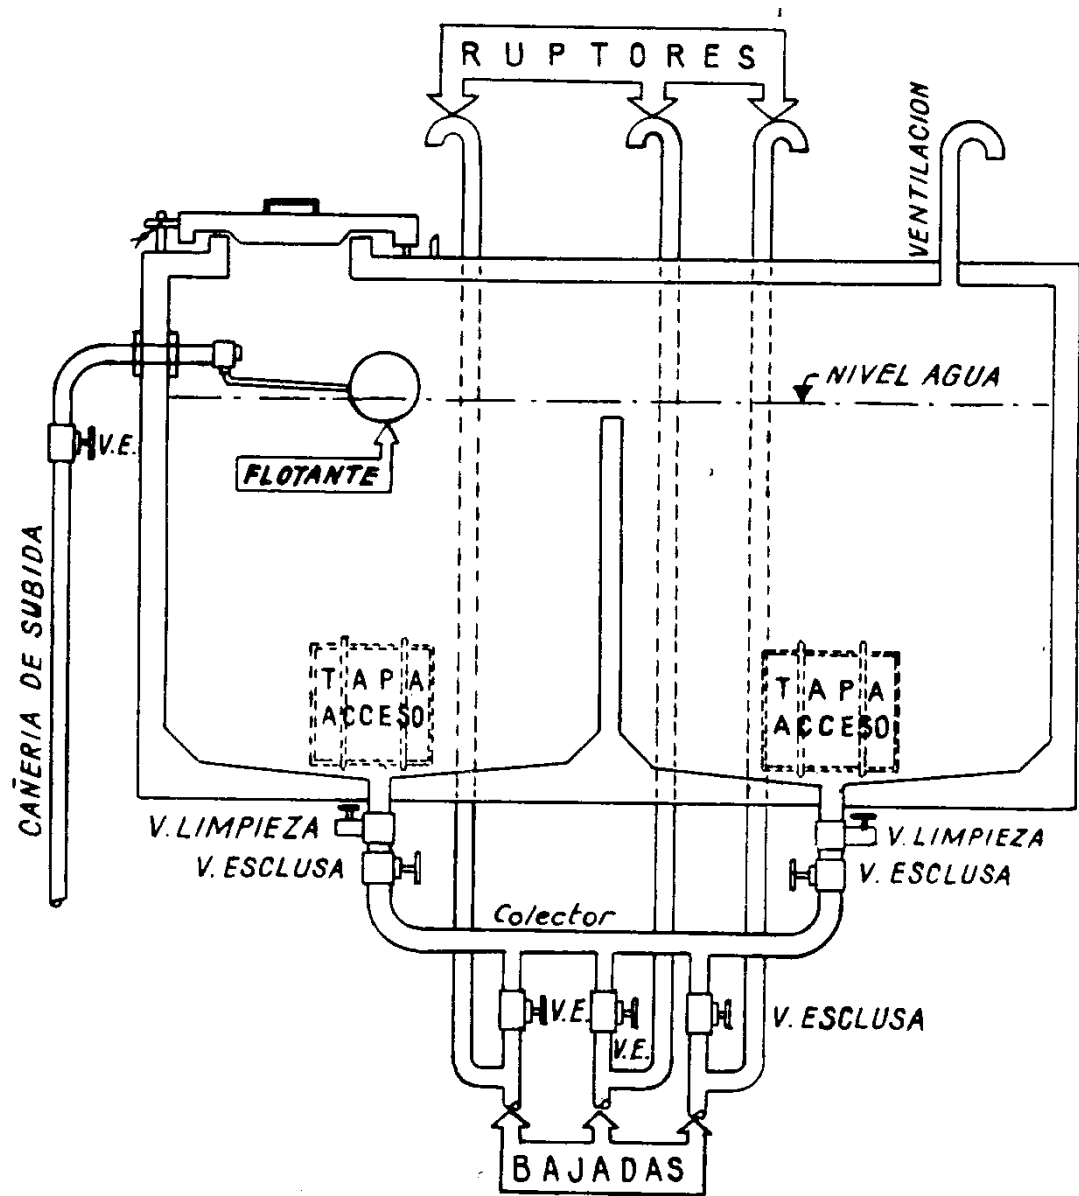 RUPTORES
VENTILACION
NIVEL AGUA
V.E.
FLOTANTE
CAÑERIA DE SUBIDA
TAPA
ACCESO
TAPA
ACCESO
V. LIMPIEZA
V. LIMPIEZA
V. ESCLUSA
V. ESCLUSA
Colector
V.E.
V. ESCLUSA
V.E.
BAJADAS